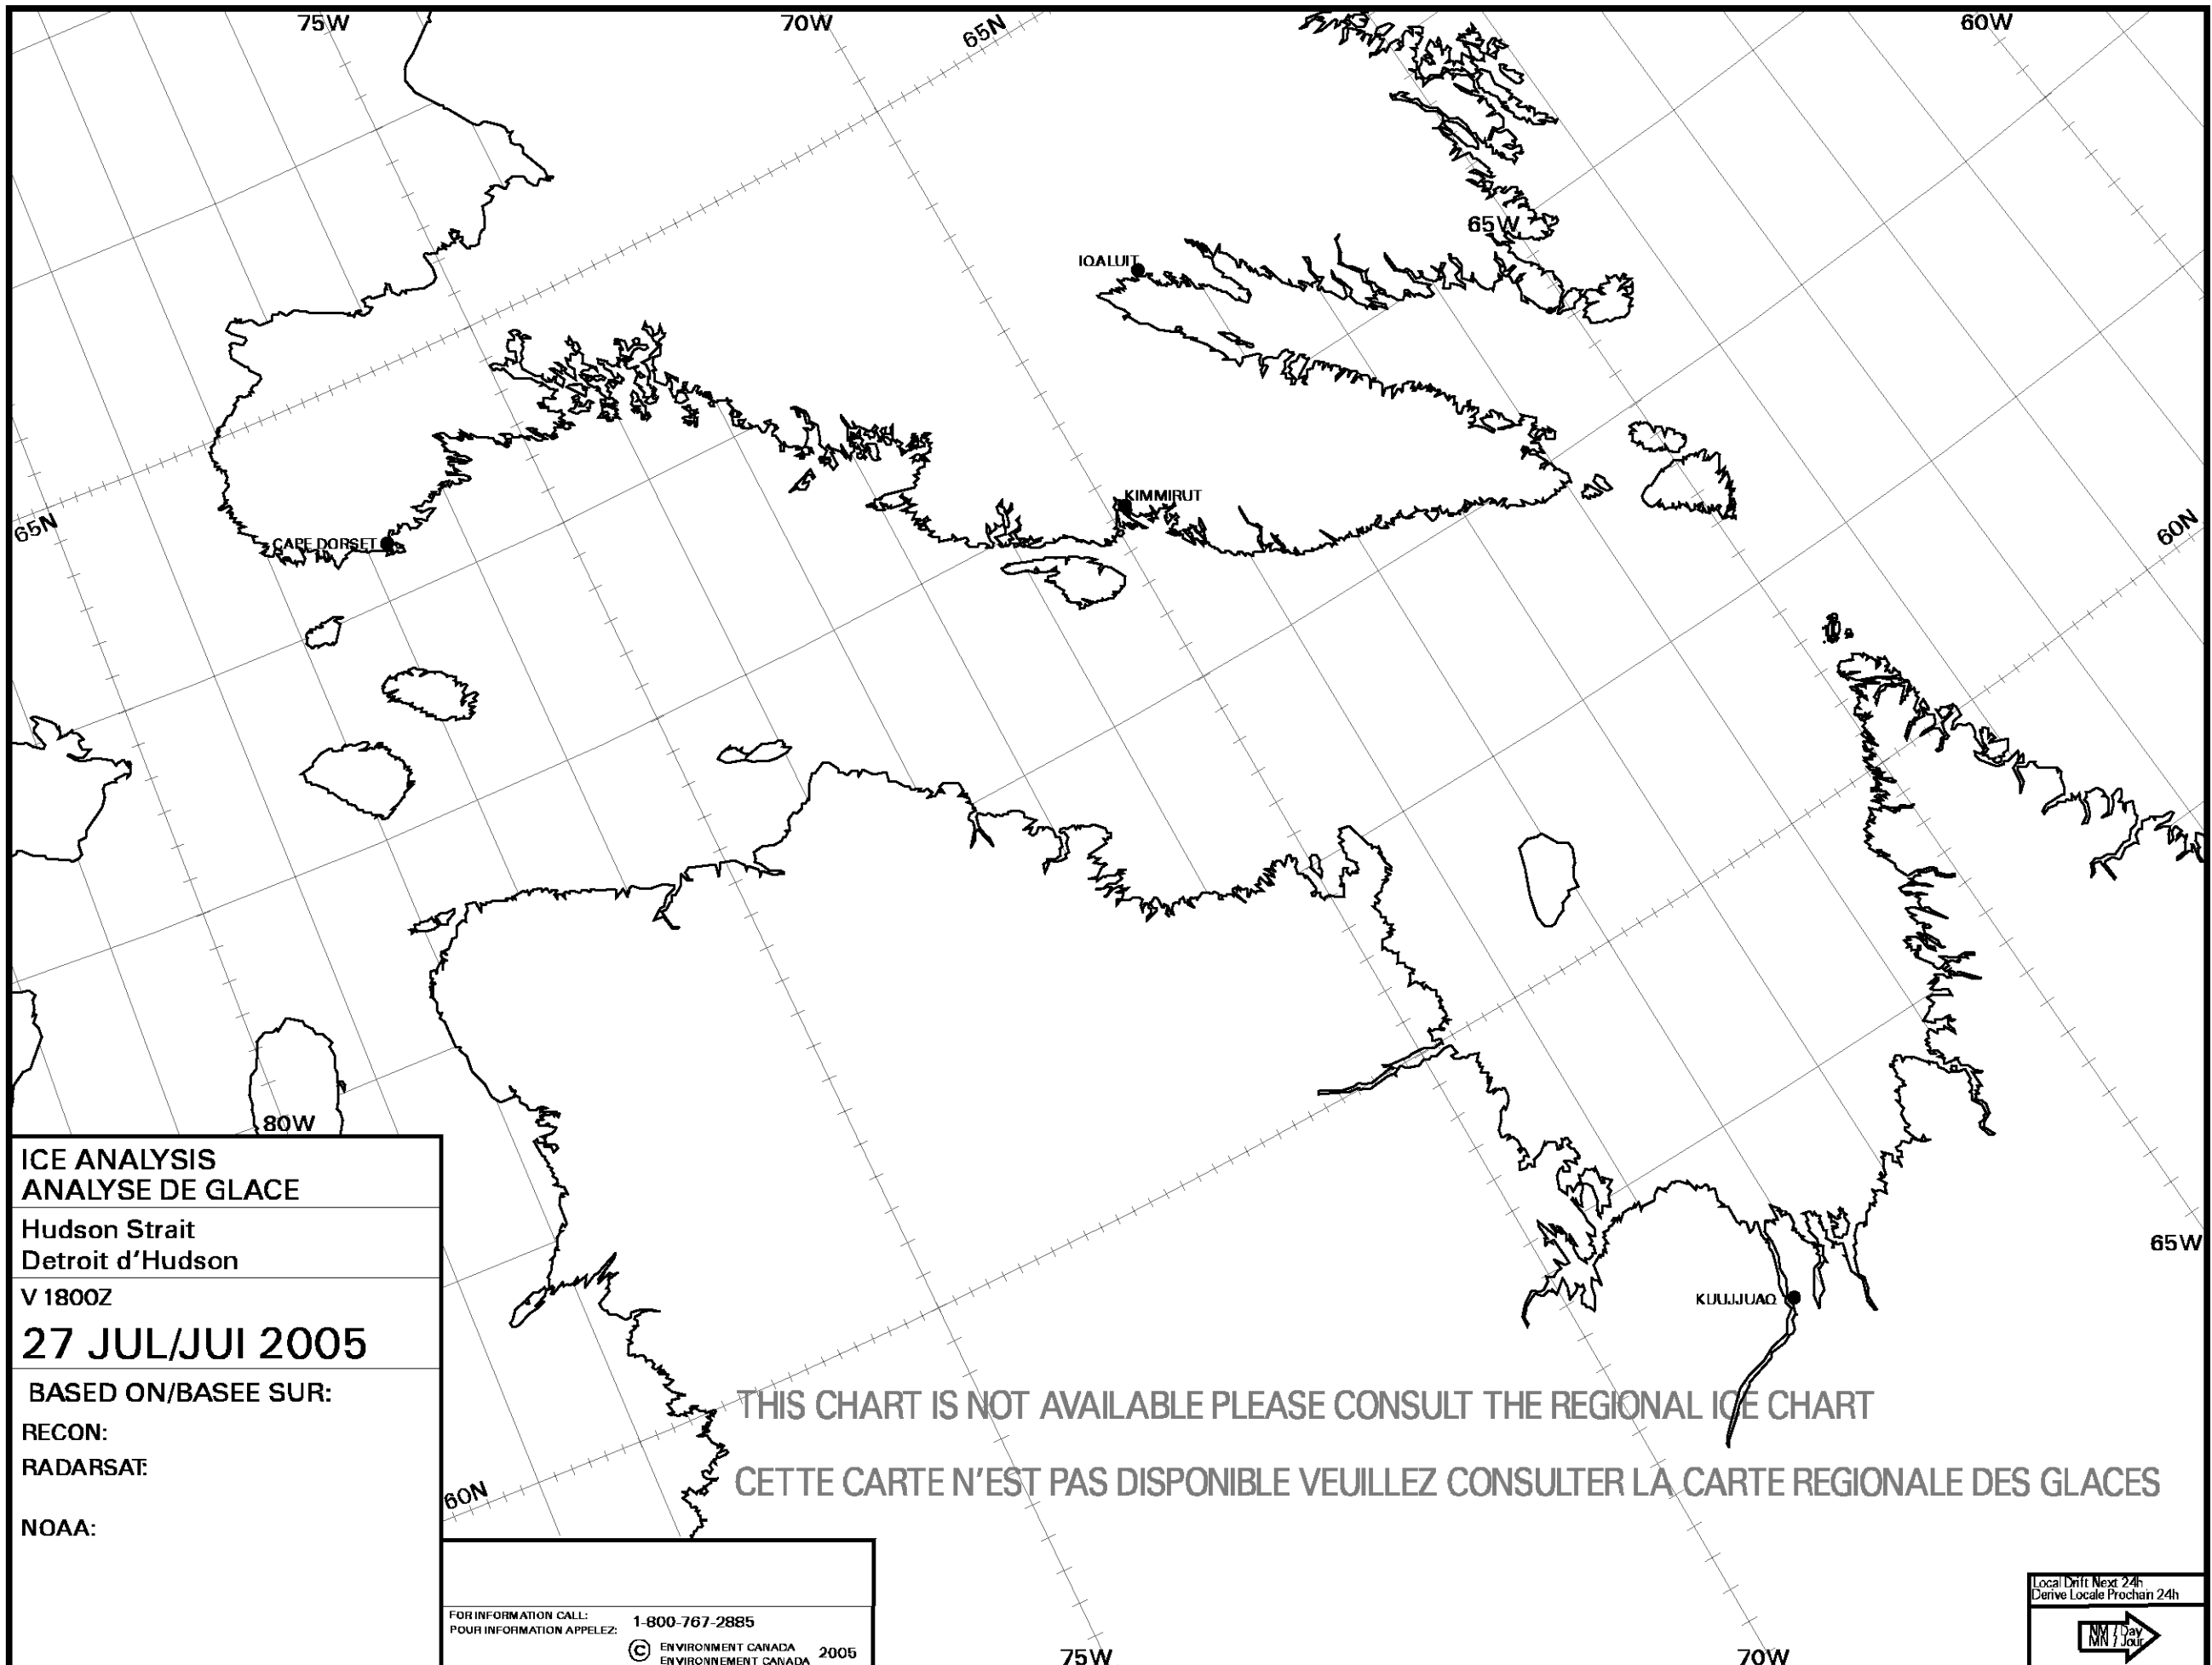 75W
70W
65N
60W
65W
IQALUIT
KIMMIRUT
65N
CAPE DORSET
60N
80W
ICE ANALYSIS
ANALYSE DE GLACE
Hudson Strait
Detroit d'Hudson
V 1800Z
27 JUL/JUI 2005
BASED ON/BASEE SUR:
RECON:
RADARSAT:
NOAA:
65W
KUUJJUAQ
THIS CHART IS NOT AVAILABLE PLEASE CONSULT THE REGIONAL ICE CHART
CETTE CARTE N'EST PAS DISPONIBLE VEUILLEZ CONSULTER LA CARTE REGIONALE DES GLACES
60N
FOR INFORMATION CALL:
POUR INFORMATION APPELEZ:
1-800-767-2885
© ENVIRONMENT CANADA
ENVIRONNEMENT CANADA
2005
75W
70W
Local Drift Next 24h
Derive Locale Prochain 24h
NM / Day
MN / Jour